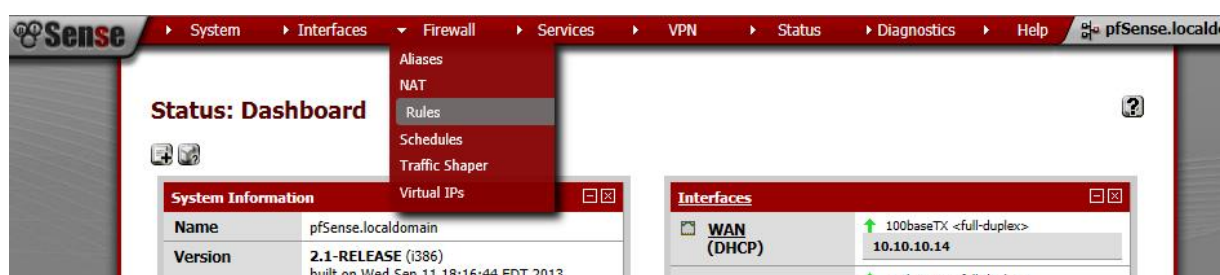 Sense
System
Interfaces
Firewall
Services
VPN
Status
Diagnostics
Help
pfSense.locald
Aliases
NAT
Rules
Schedules
Traffic Shaper
Virtual IPs
Status: Dashboard
System Information
Name pfSense.localdomain
Version 2.1-RELEASE (i386)
built on Wed Sep 11 18:16:44 EDT 2013
Interfaces
WAN 100baseTX <full-duplex>
(DHCP) 10.10.10.14